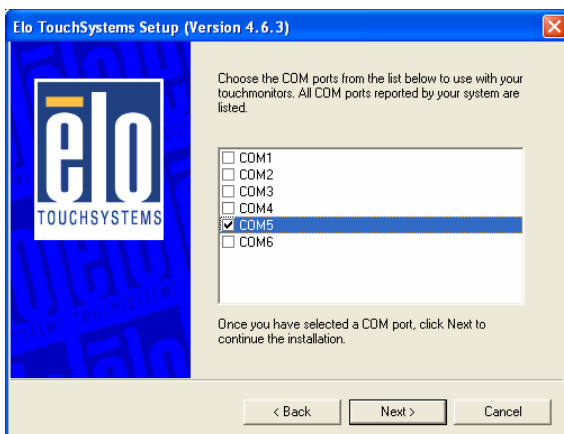 Elo TouchSystems Setup (Version 4.6.3)
Choose the COM ports from the list below to use with your
touchmonitors. All COM ports reported by your system are
listed.
elo
TOUCHSYSTEMS
COM1
COM2
COM3
COM4
COM5
COM6
Once you have selected a COM port, click Next to
continue the installation.
< Back
Next >
Cancel